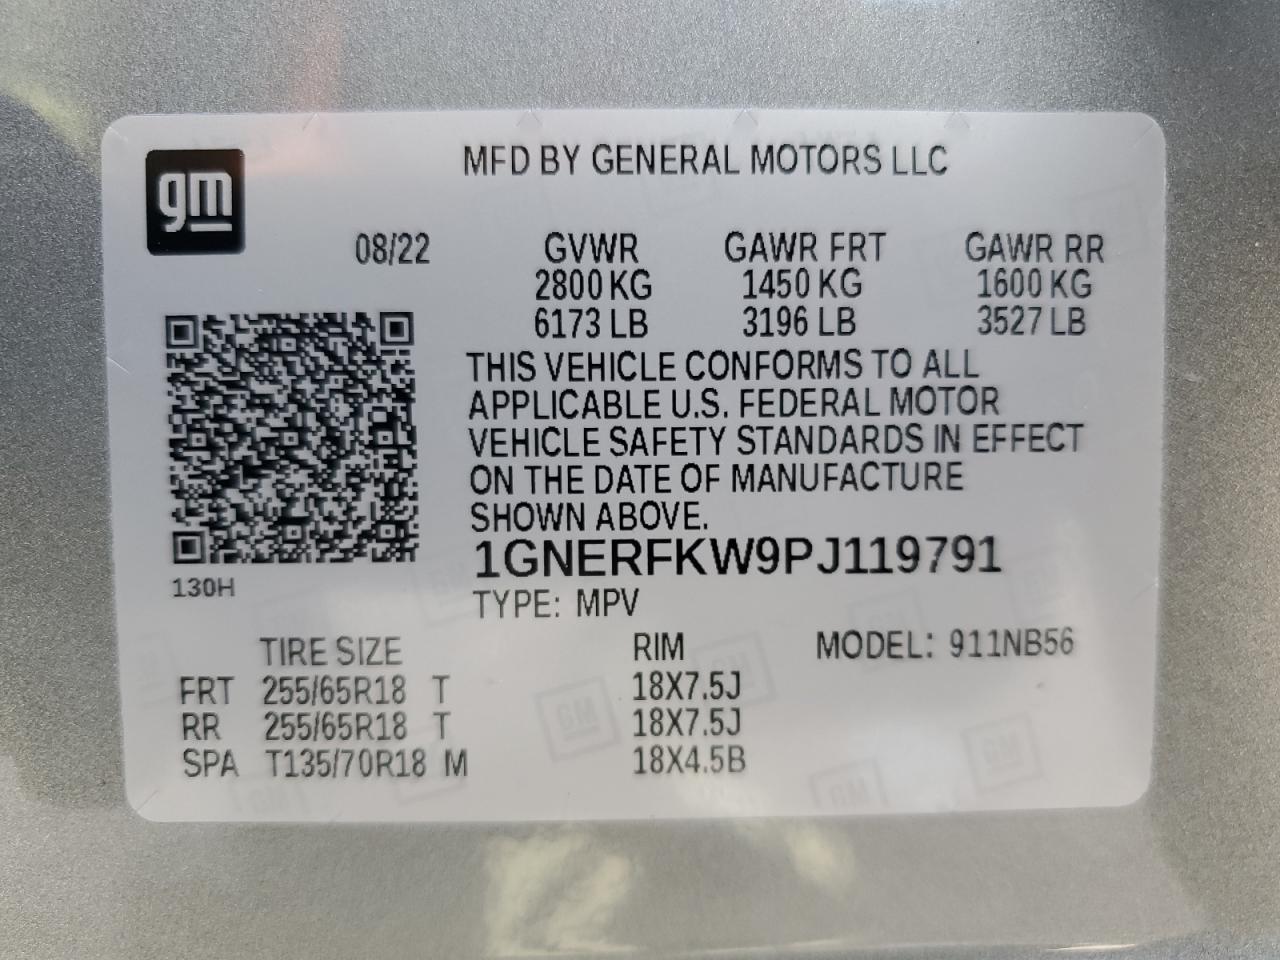 gm
MFD BY GENERAL MOTORS LLC
08/22 GVWR GAWR FRT GAWR RR
2800 KG 1450 KG 1600 KG
6173 LB 3196 LB 3527 LB
THIS VEHICLE CONFORMS TO ALL
APPLICABLE U.S. FEDERAL MOTOR
VEHICLE SAFETY STANDARDS IN EFFECT
ON THE DATE OF MANUFACTURE
SHOWN ABOVE.
1GNERFKW9PJ119791
130H
TYPE: MPV
TIRE SIZE RIM MODEL: 911NB56
FRT 255/65R18 T 18X7.5J
RR 255/65R18 T 18X7.5J
SPA T135/70R18 M 18X4.5B